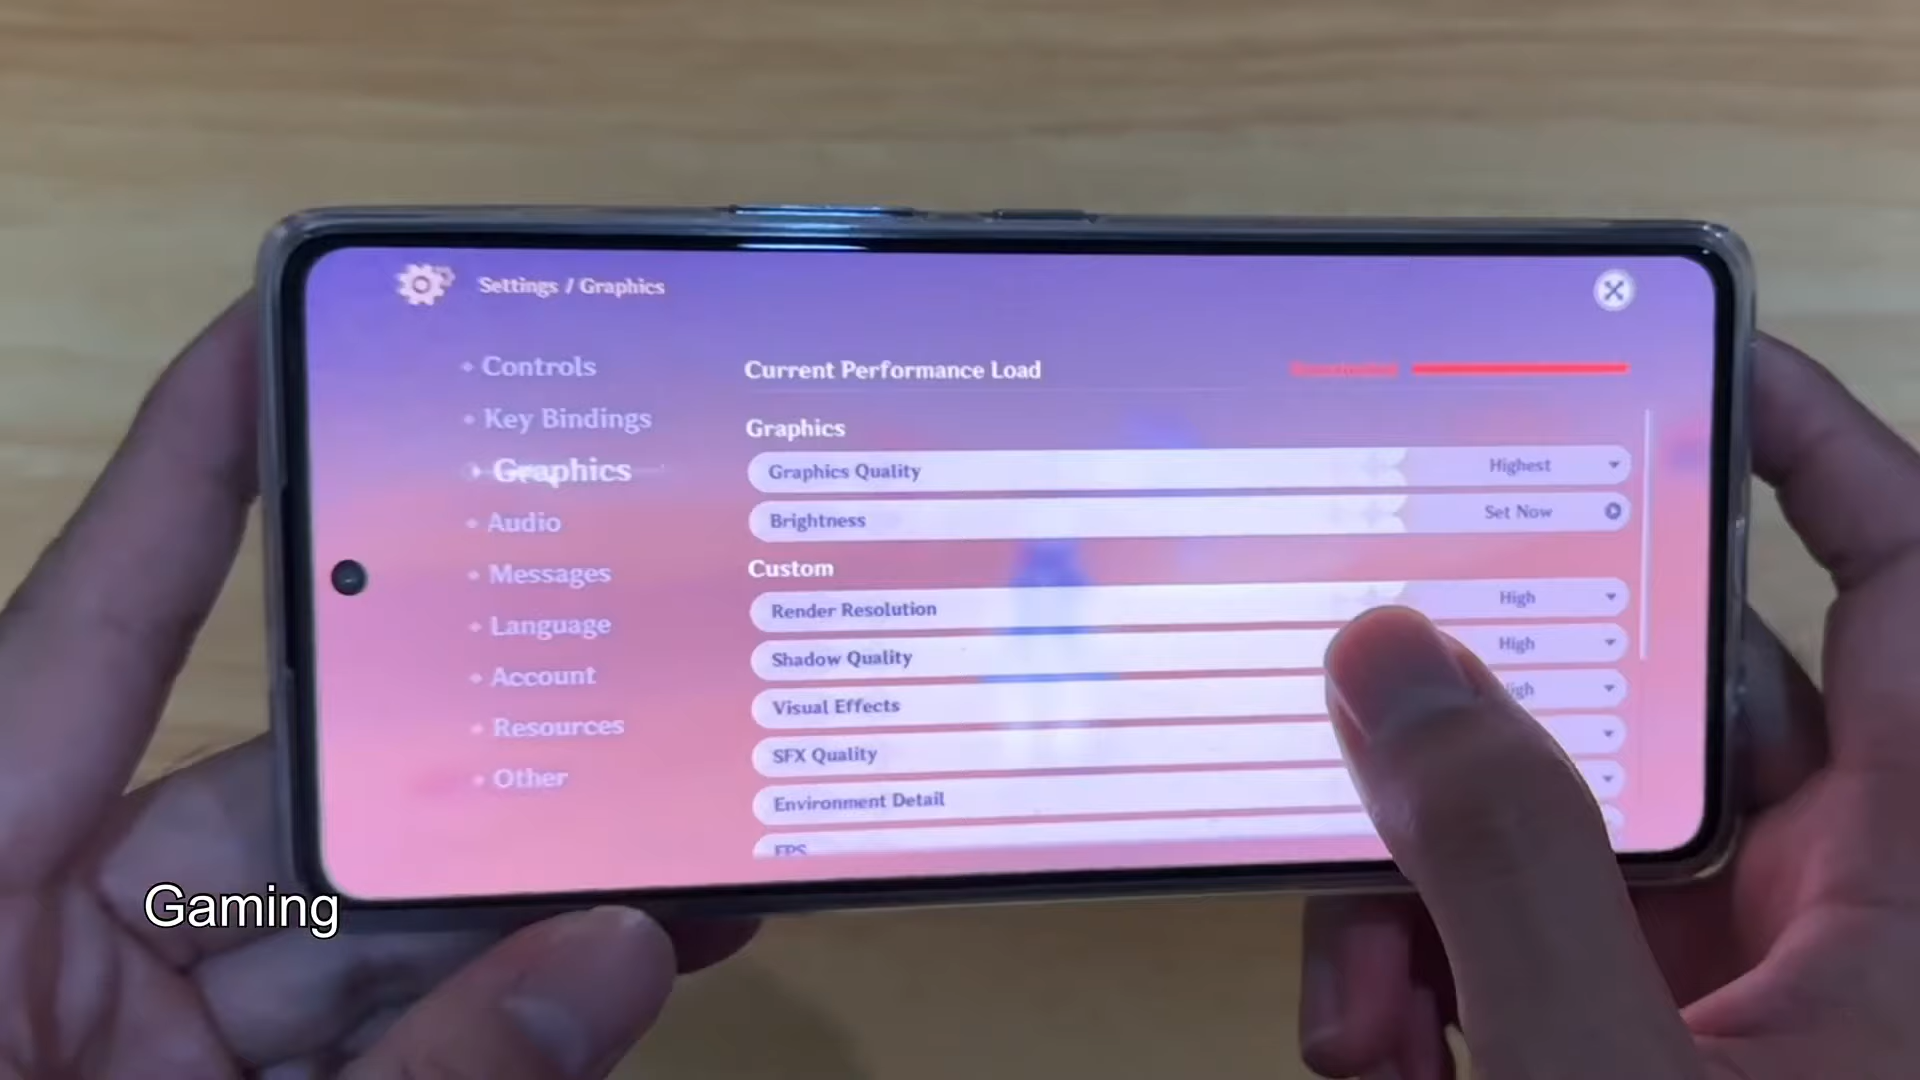 Settings / Graphics
Controls
Key Bindings
Graphics
Audio
Messages
Language
Account
Resources
Other
Current Performance Load
Graphics
Graphics Quality Highest
Brightness Set Now
Custom
Render Resolution High
Shadow Quality High
Visual Effects
SFX Quality
Environment Detail
FPS
Gaming